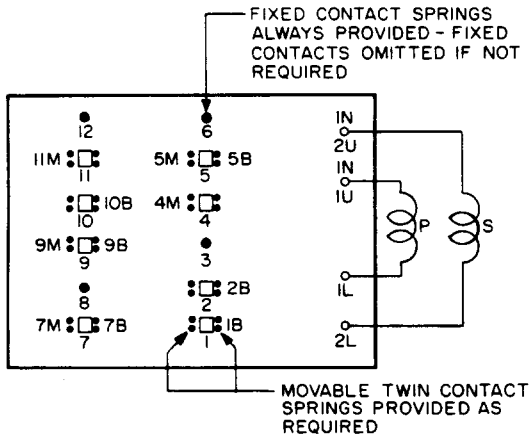 FIXED CONTACT SPRINGS
ALWAYS PROVIDED - FIXED
CONTACTS OMITTED IF NOT
REQUIRED
12
6
1N
2U
11M
11
5M
5B
5
1N
1U
10B
10
4M
4
P
S
9M
9B
9
3
8
2B
2
1L
7M
7B
7
1B
1
2L
MOVABLE TWIN CONTACT
SPRINGS PROVIDED AS
REQUIRED